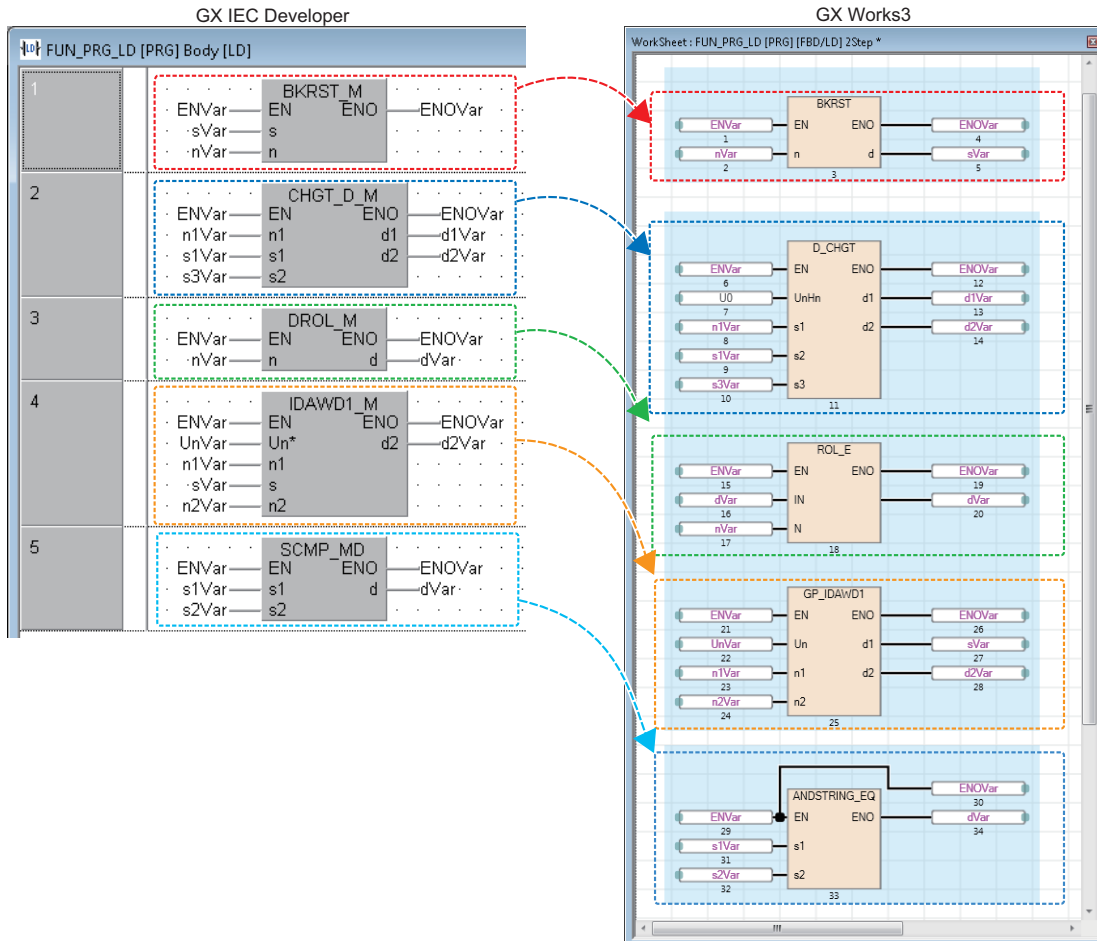 GX IEC Developer
FUN_PRG_LD [PRG] Body [LD]
1
BKRST_M
ENVar EN ENO ENOVar
sVar s
nVar n
2
CHGT_D_M
ENVar EN ENO ENOVar
n1Var n1 d1 d1Var
s1Var s1 d2 d2Var
s3Var s2
3
DROL_M
ENVar EN ENO ENOVar
nVar n d dVar
4
IDAWD1_M
ENVar EN ENO ENOVar
UnVar Un* d2 d2Var
n1Var n1
sVar s
n2Var n2
5
SCMP_MD
ENVar EN ENO ENOVar
s1Var s1 d dVar
s2Var s2
GX Works3
WorkSheet : FUN_PRG_LD [PRG] [FBD/LD] 2Step *
BKRST
ENVar EN ENO ENOVar
1 4
nVar n d sVar
2 3 5
D_CHGT
ENVar EN ENO ENOVar
6 12
U0 UnHn d1 d1Var
7 13
n1Var s1 d2 d2Var
8 14
s1Var s2
9
s3Var s3
10 11
ROL_E
ENVar EN ENO ENOVar
15 19
dVar IN dVar
16 20
nVar N
17 18
GP_IDAWD1
ENVar EN ENO ENOVar
21 26
UnVar Un d1 sVar
22 27
n1Var n1 d2 d2Var
23 28
n2Var n2
24 25
ANDSTRING_EQ
ENOVar
30
ENVar EN ENO dVar
29 34
s1Var s1
31
s2Var s2
32 33